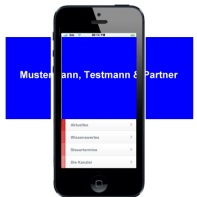 Mustermann, Testmann & Partner
Aktuelles
Wissenswertes
Steuertermine
Die Kanzlei